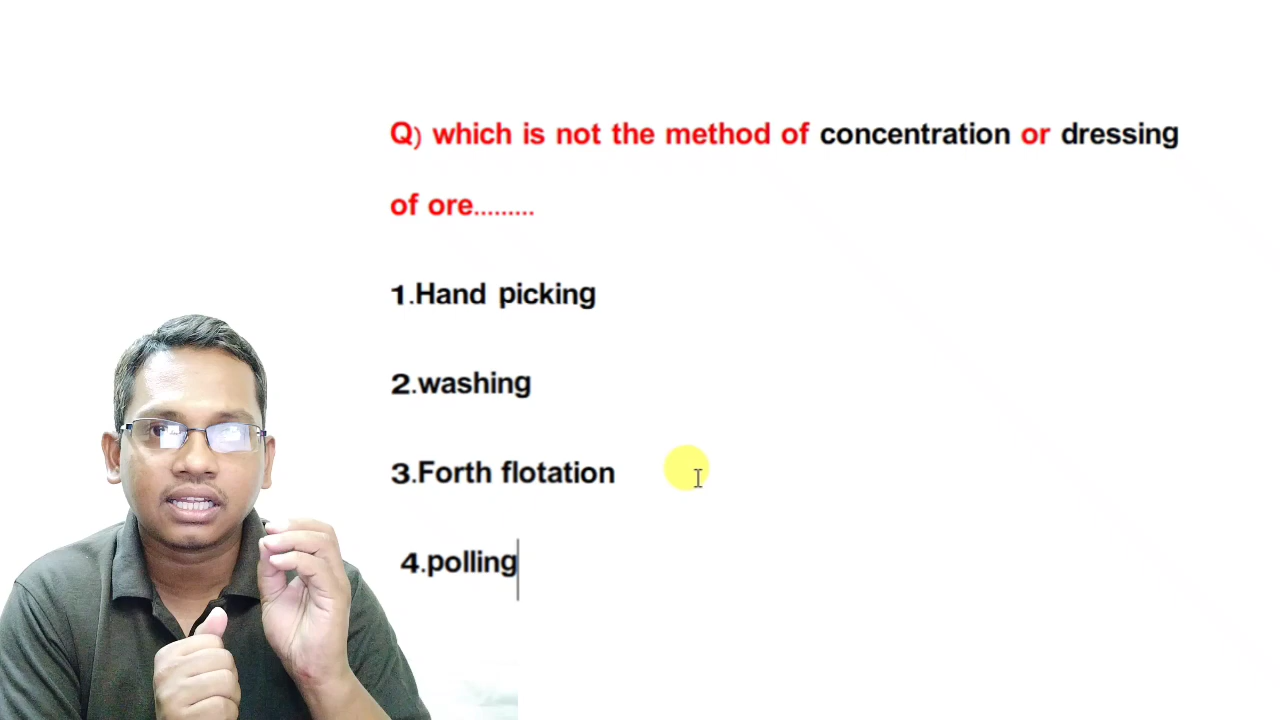 Q) which is not the method of concentration or dressing
of ore.........
1.Hand picking
2.washing
3.Forth flotation
4.polling